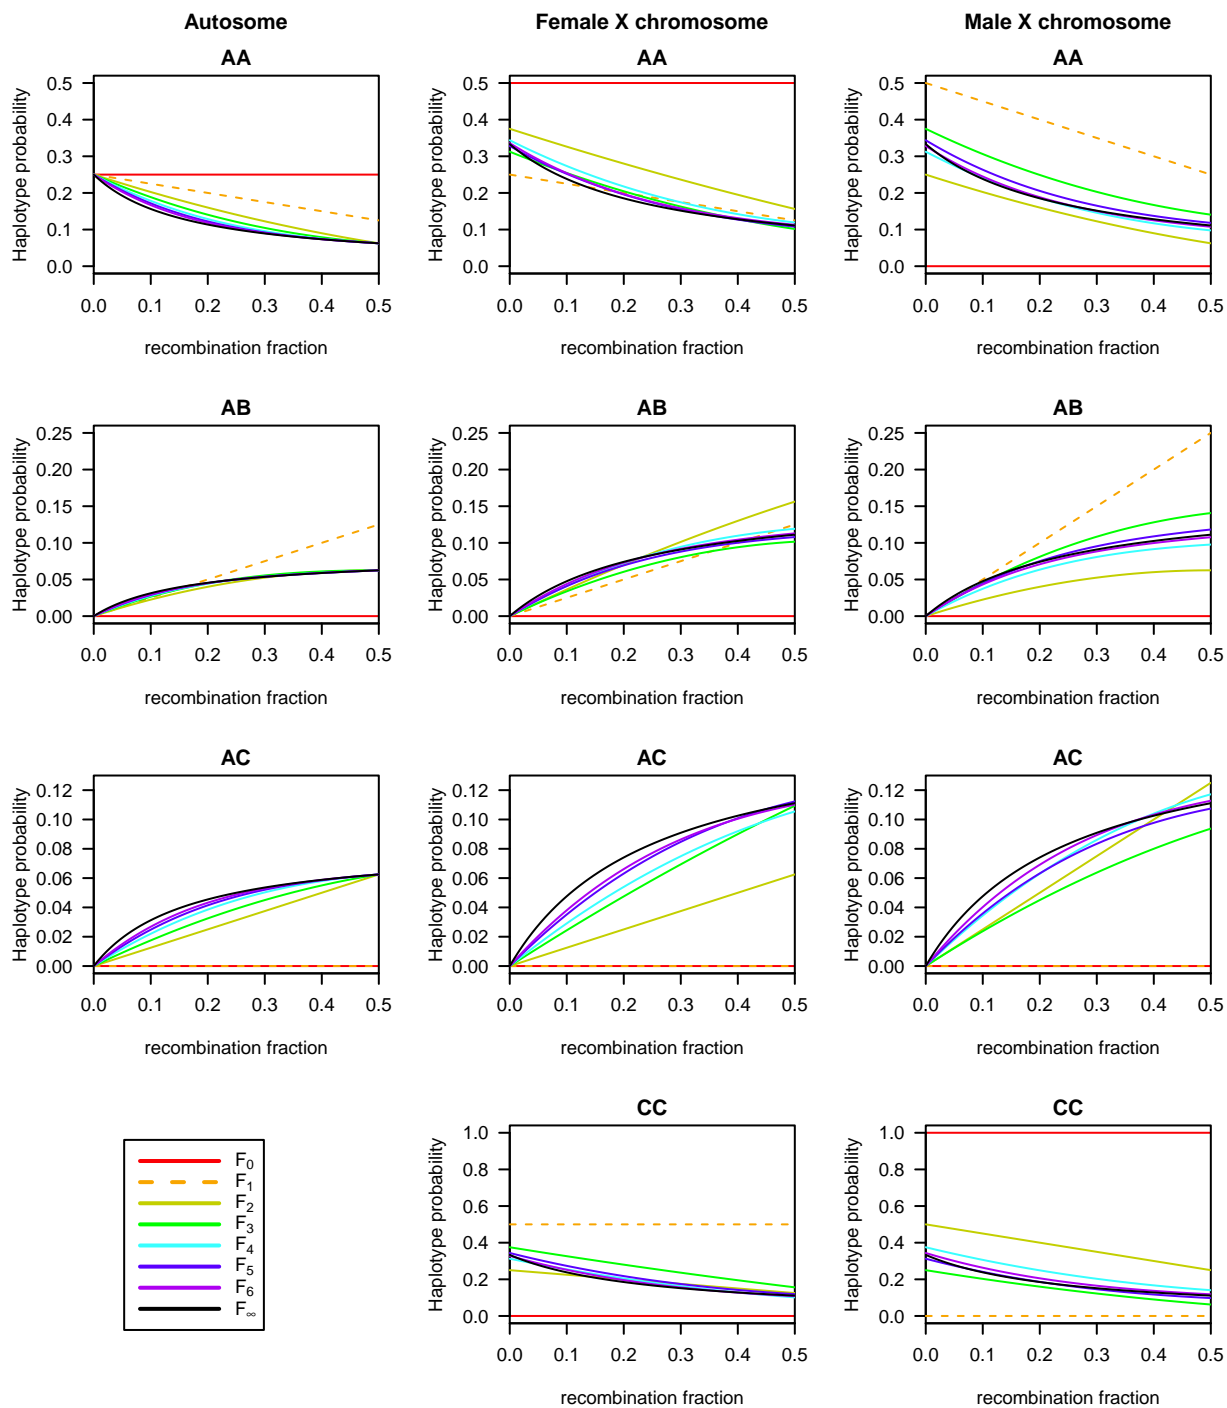 Autosome Female X chromosome Male X chromosome
AA AA AA
Haplotype probability Haplotype probability Haplotype probability
0.5 0.5 0.5
0.4 0.4 0.4
0.3 0.3 0.3
0.2 0.2 0.2
0.1 0.1 0.1
0.0 0.0 0.0
0.0 0.1 0.2 0.3 0.4 0.5 0.0 0.1 0.2 0.3 0.4 0.5 0.0 0.1 0.2 0.3 0.4 0.5
recombination fraction recombination fraction recombination fraction
AB AB AB
Haplotype probability Haplotype probability Haplotype probability
0.25 0.25 0.25
0.20 0.20 0.20
0.15 0.15 0.15
0.10 0.10 0.10
0.05 0.05 0.05
0.00 0.00 0.00
0.0 0.1 0.2 0.3 0.4 0.5 0.0 0.1 0.2 0.3 0.4 0.5 0.0 0.1 0.2 0.3 0.4 0.5
recombination fraction recombination fraction recombination fraction
AC AC AC
Haplotype probability Haplotype probability Haplotype probability
0.12 0.12 0.12
0.10 0.10 0.10
0.08 0.08 0.08
0.06 0.06 0.06
0.04 0.04 0.04
0.02 0.02 0.02
0.00 0.00 0.00
0.0 0.1 0.2 0.3 0.4 0.5 0.0 0.1 0.2 0.3 0.4 0.5 0.0 0.1 0.2 0.3 0.4 0.5
recombination fraction recombination fraction recombination fraction
F₀
F₁
F₂
F₃
F₄
F₅
F₆
F∞
CC CC
Haplotype probability Haplotype probability
1.0 1.0
0.8 0.8
0.6 0.6
0.4 0.4
0.2 0.2
0.0 0.0
0.0 0.1 0.2 0.3 0.4 0.5 0.0 0.1 0.2 0.3 0.4 0.5
recombination fraction recombination fraction